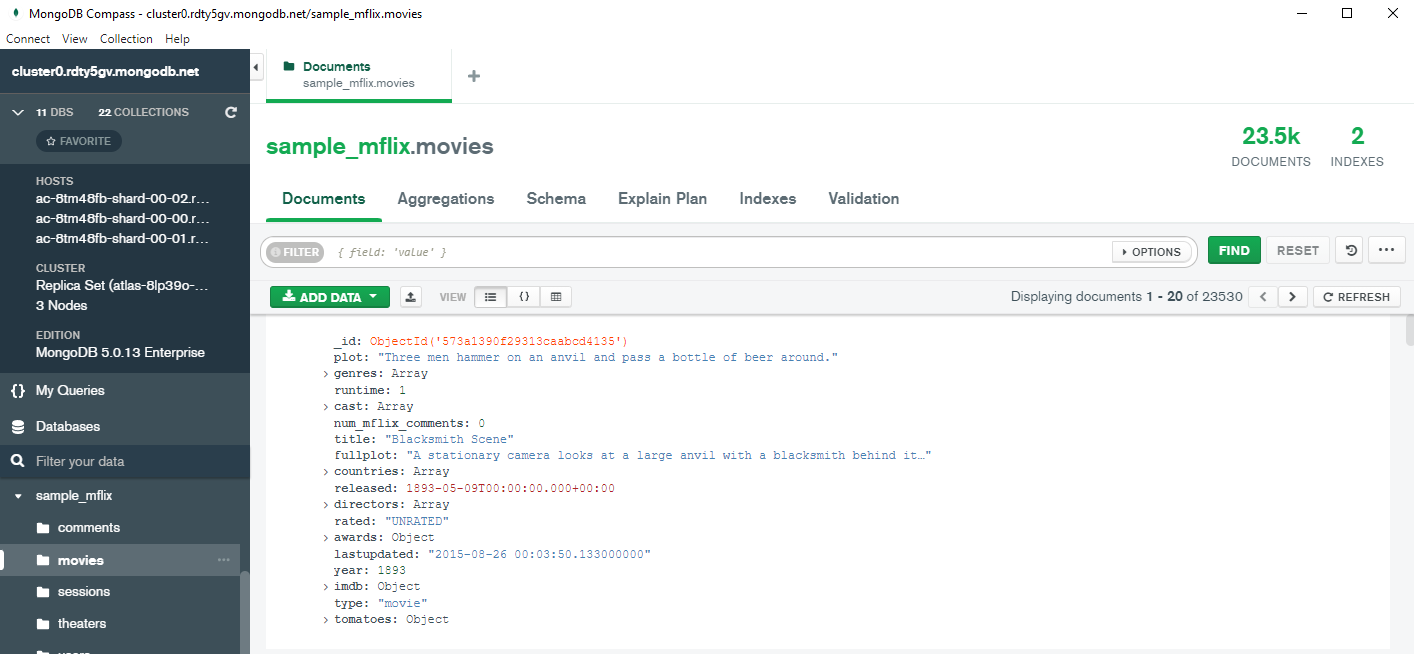 MongoDB Compass - cluster0.rdty5gv.mongodb.net/sample_mflix.movies
Connect View Collection Help
cluster0.rdty5gv.mongodb.net
11 DBS 22 COLLECTIONS
FAVORITE
HOSTS
ac-8tm48fb-shard-00-02.r...
ac-8tm48fb-shard-00-00.r...
ac-8tm48fb-shard-00-01.r...
CLUSTER
Replica Set (atlas-8lp39o-...
3 Nodes
EDITION
MongoDB 5.0.13 Enterprise
{} My Queries
Databases
Filter your data
sample_mflix
comments
movies ...
sessions
theaters
users
Documents
sample_mflix.movies
+
sample_mflix.movies
23.5k
DOCUMENTS
2
INDEXES
Documents Aggregations Schema Explain Plan Indexes Validation
FILTER { field: 'value' } OPTIONS FIND RESET ...
ADD DATA VIEW {} Displaying documents 1 - 20 of 23530 < > REFRESH
_id: ObjectId('573a1390f29313caabcd4135')
plot: "Three men hammer on an anvil and pass a bottle of beer around."
> genres: Array
runtime: 1
> cast: Array
num_mflix_comments: 0
title: "Blacksmith Scene"
fullplot: "A stationary camera looks at a large anvil with a blacksmith behind it…"
> countries: Array
released: 1893-05-09T00:00:00.000+00:00
> directors: Array
rated: "UNRATED"
> awards: Object
lastupdated: "2015-08-26 00:03:50.133000000"
year: 1893
> imdb: Object
type: "movie"
> tomatoes: Object